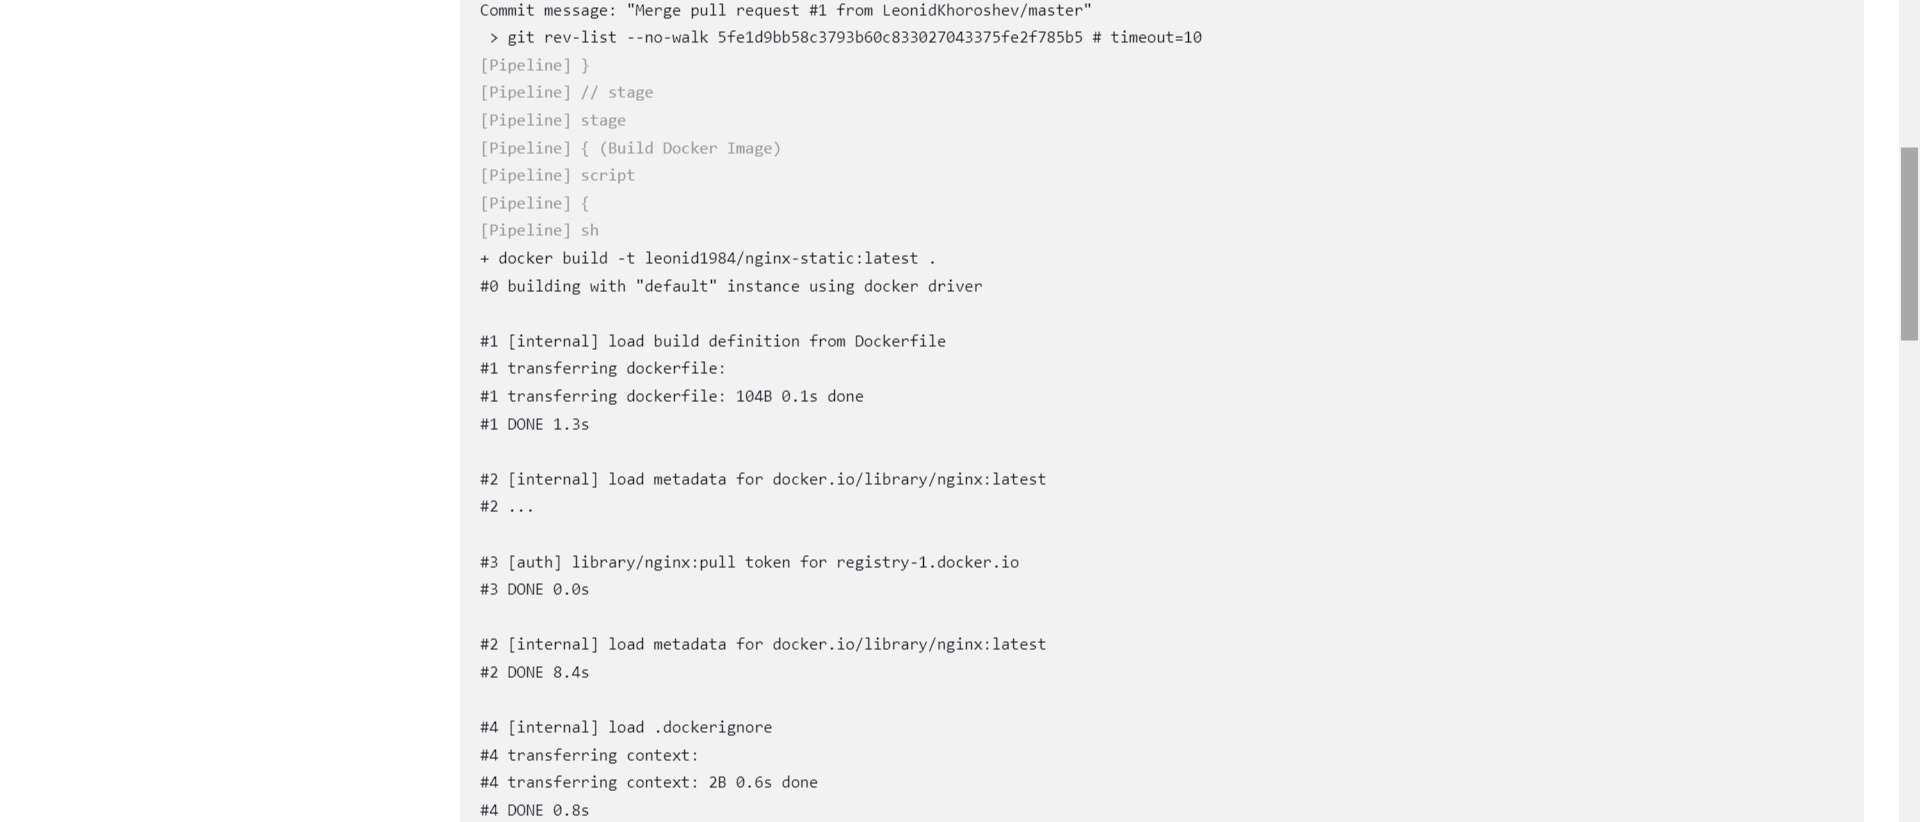 Commit message: "Merge pull request #1 from LeonidKhoroshev/master"
 > git rev-list --no-walk 5fe1d9bb58c3793b60c833027043375fe2f785b5 # timeout=10
[Pipeline] }
[Pipeline] // stage
[Pipeline] stage
[Pipeline] { (Build Docker Image)
[Pipeline] script
[Pipeline] {
[Pipeline] sh
+ docker build -t leonid1984/nginx-static:latest .
#0 building with "default" instance using docker driver

#1 [internal] load build definition from Dockerfile
#1 transferring dockerfile:
#1 transferring dockerfile: 104B 0.1s done
#1 DONE 1.3s

#2 [internal] load metadata for docker.io/library/nginx:latest
#2 ...

#3 [auth] library/nginx:pull token for registry-1.docker.io
#3 DONE 0.0s

#2 [internal] load metadata for docker.io/library/nginx:latest
#2 DONE 8.4s

#4 [internal] load .dockerignore
#4 transferring context:
#4 transferring context: 2B 0.6s done
#4 DONE 0.8s